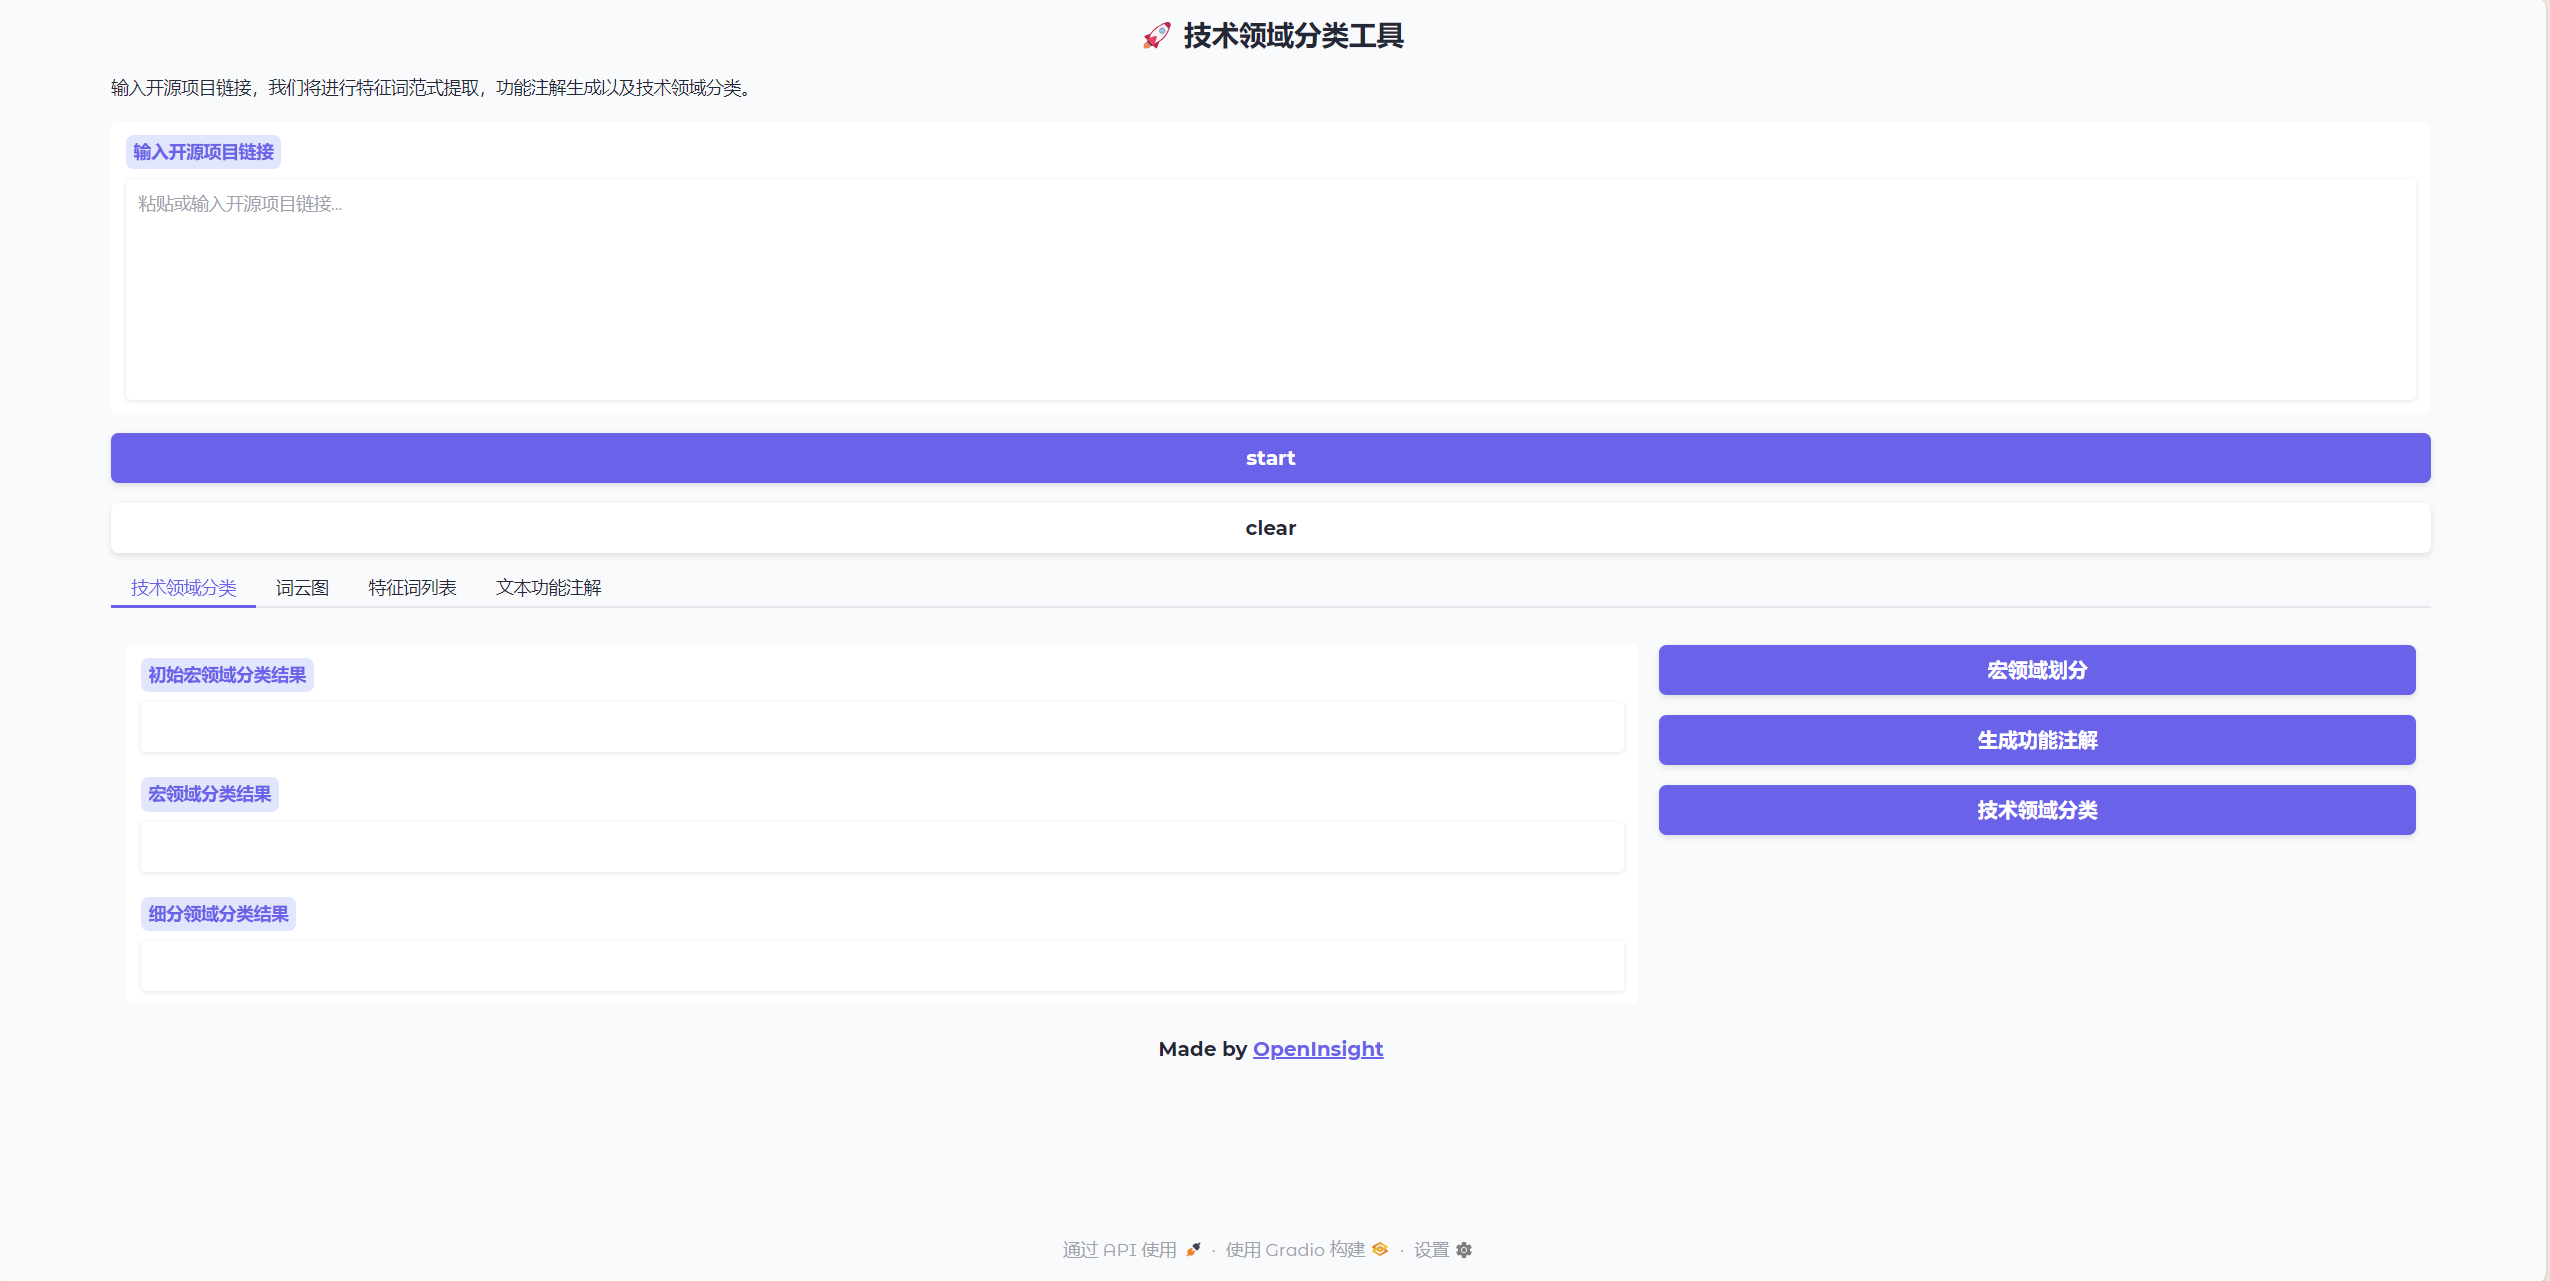 🚀 技术领域分类工具
输入开源项目链接，我们将进行特征词范式提取，功能注解生成以及技术领域分类。
输入开源项目链接
粘贴或输入开源项目链接...
start
clear
技术领域分类 词云图 特征词列表 文本功能注解
初始宏领域分类结果
宏领域划分
生成功能注解
宏领域分类结果
技术领域分类
细分领域分类结果
Made by OpenInsight
通过 API 使用 · 使用 Gradio 构建 · 设置